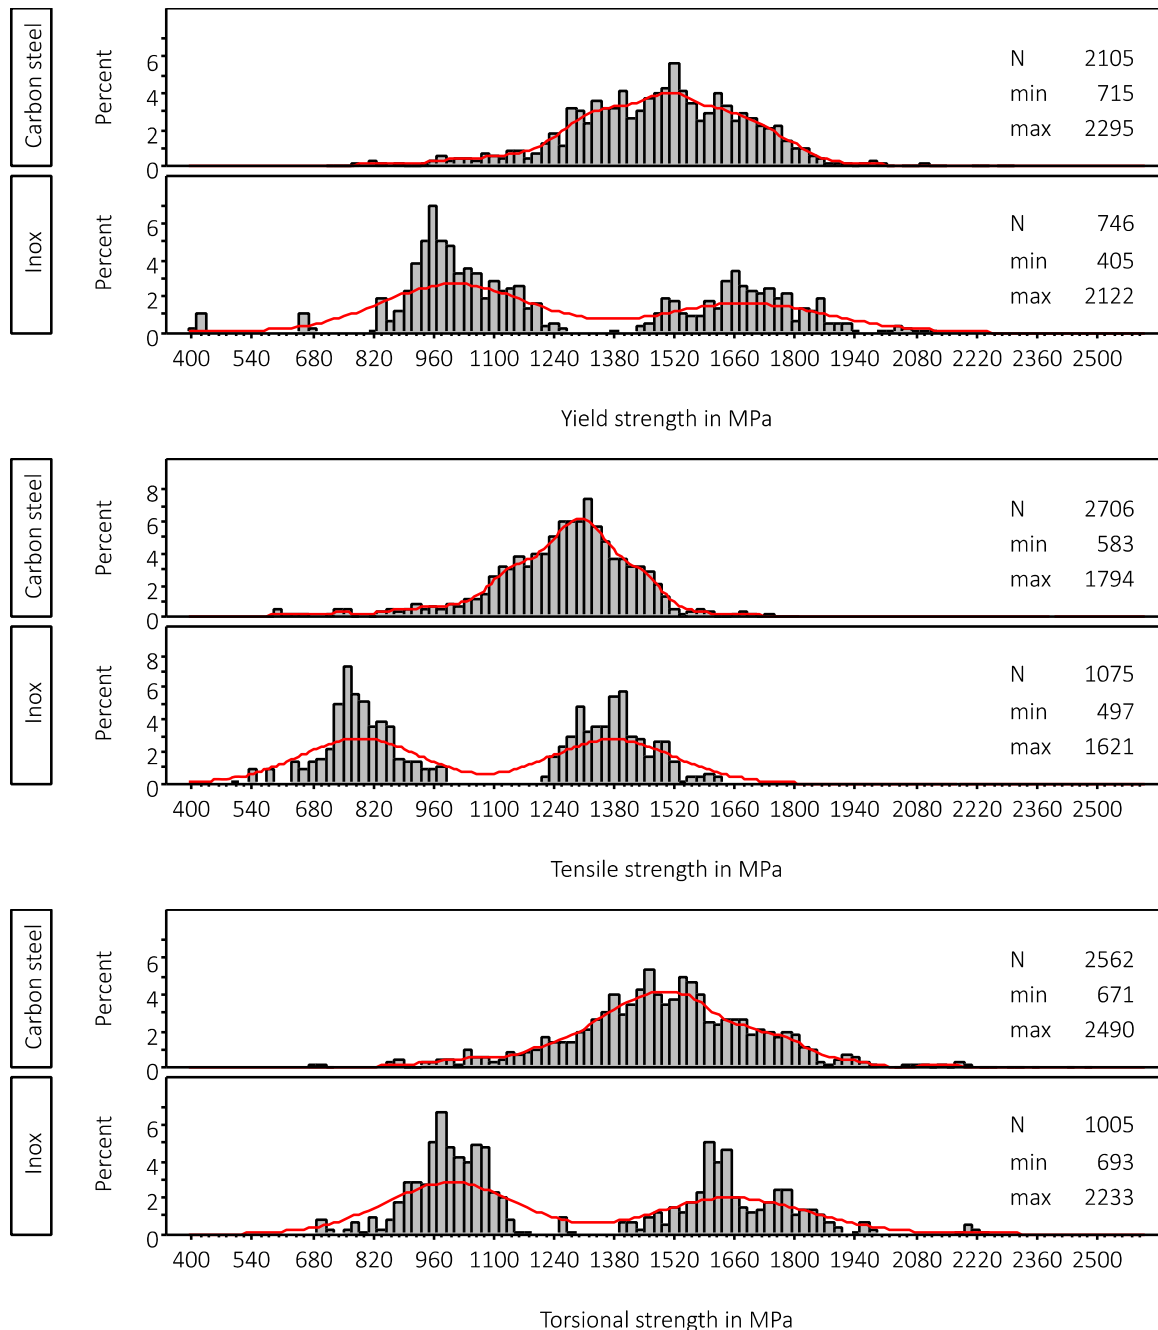 Carbon steel
Percent
6
4
2
0
N 2105
min 715
max 2295
Inox
Percent
6
4
2
0
N 746
min 405
max 2122
400 540 680 820 960 1100 1240 1380 1520 1660 1800 1940 2080 2220 2360 2500
Yield strength in MPa
Carbon steel
Percent
8
6
4
2
0
N 2706
min 583
max 1794
Inox
Percent
8
6
4
2
0
N 1075
min 497
max 1621
400 540 680 820 960 1100 1240 1380 1520 1660 1800 1940 2080 2220 2360 2500
Tensile strength in MPa
Carbon steel
Percent
6
4
2
0
N 2562
min 671
max 2490
Inox
Percent
6
4
2
0
N 1005
min 693
max 2233
400 540 680 820 960 1100 1240 1380 1520 1660 1800 1940 2080 2220 2360 2500
Torsional strength in MPa